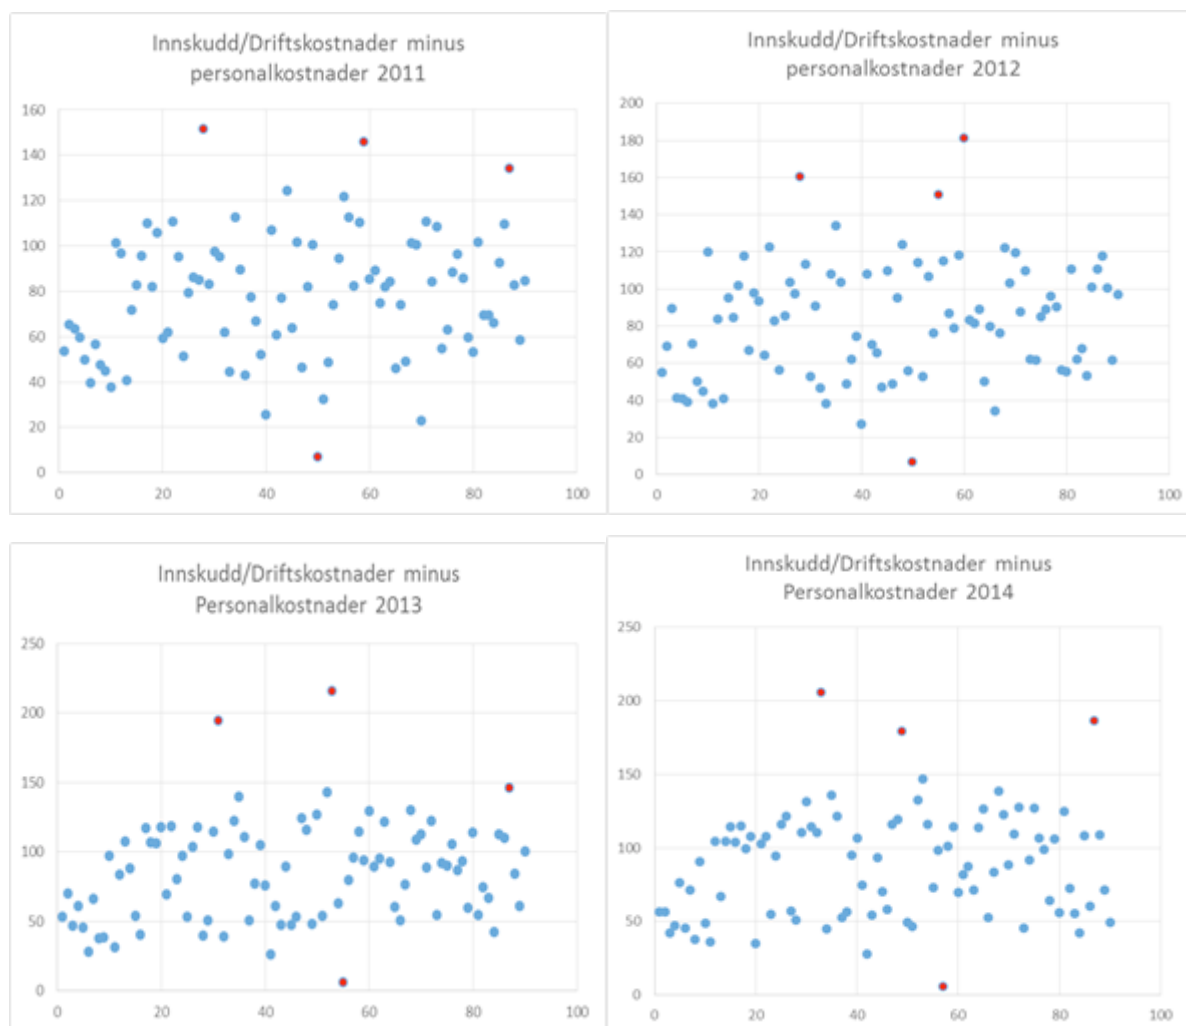 Innskudd/Driftskostnader minus
personalkostnader 2011
160
140
120
100
80
60
40
20
0
0 20 40 60 80 100
Innskudd/Driftskostnader minus
personalkostnader 2012
200
180
160
140
120
100
80
60
40
20
0
0 20 40 60 80 100
Innskudd/Driftskostnader minus
Personalkostnader 2013
250
200
150
100
50
0
0 20 40 60 80 100
Innskudd/Driftskostnader minus
Personalkostnader 2014
250
200
150
100
50
0
0 20 40 60 80 100